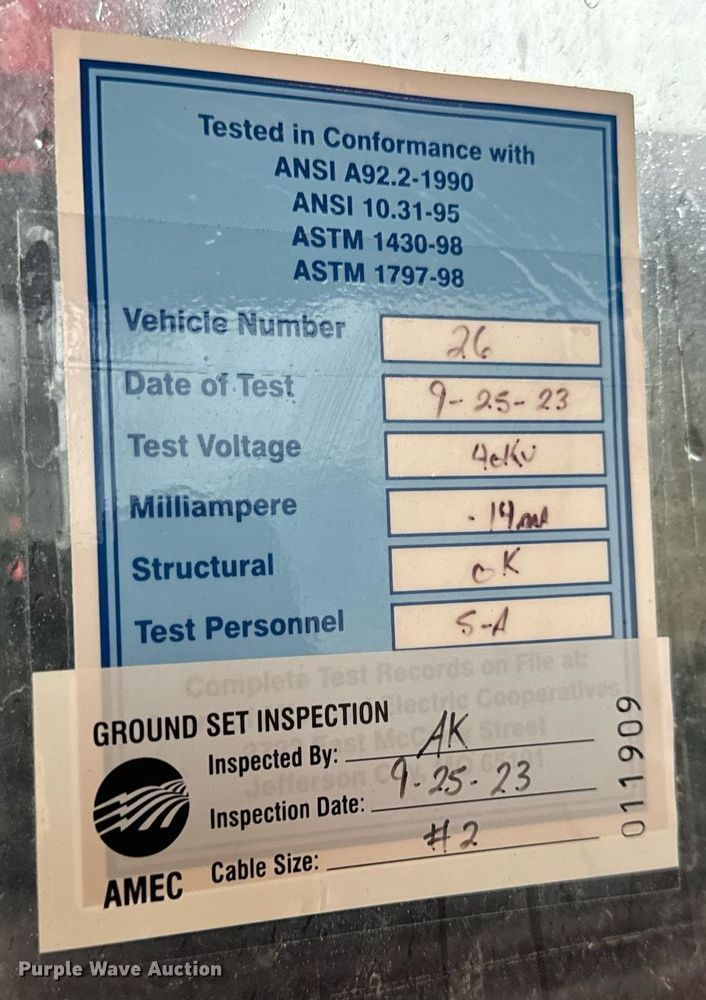 Tested in Conformance with
ANSI A92.2-1990
ANSI 10.31-95
ASTM 1430-98
ASTM 1797-98
Vehicle Number 26
Date of Test 9-25-23
Test Voltage 40KV
Milliampere .14ma
Structural OK
Test Personnel S-A
Complete Test Records on File at:
Electric Cooperatives
East Street
Jefferson
GROUND SET INSPECTION
Inspected By: AK
Inspection Date: 9-25-23
Cable Size: #2
AMEC
011909
Purple Wave Auction